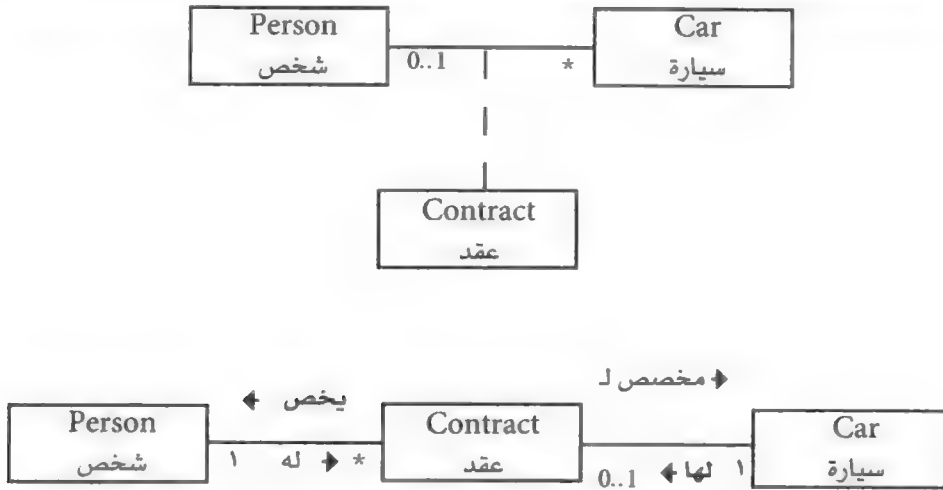 Person
شخص
0..1
*
Car
سيارة
Contract
عقد
يخص
مخصص لـ
Person
شخص
١ له *
Contract
عقد
0..1 لها ١
Car
سيارة